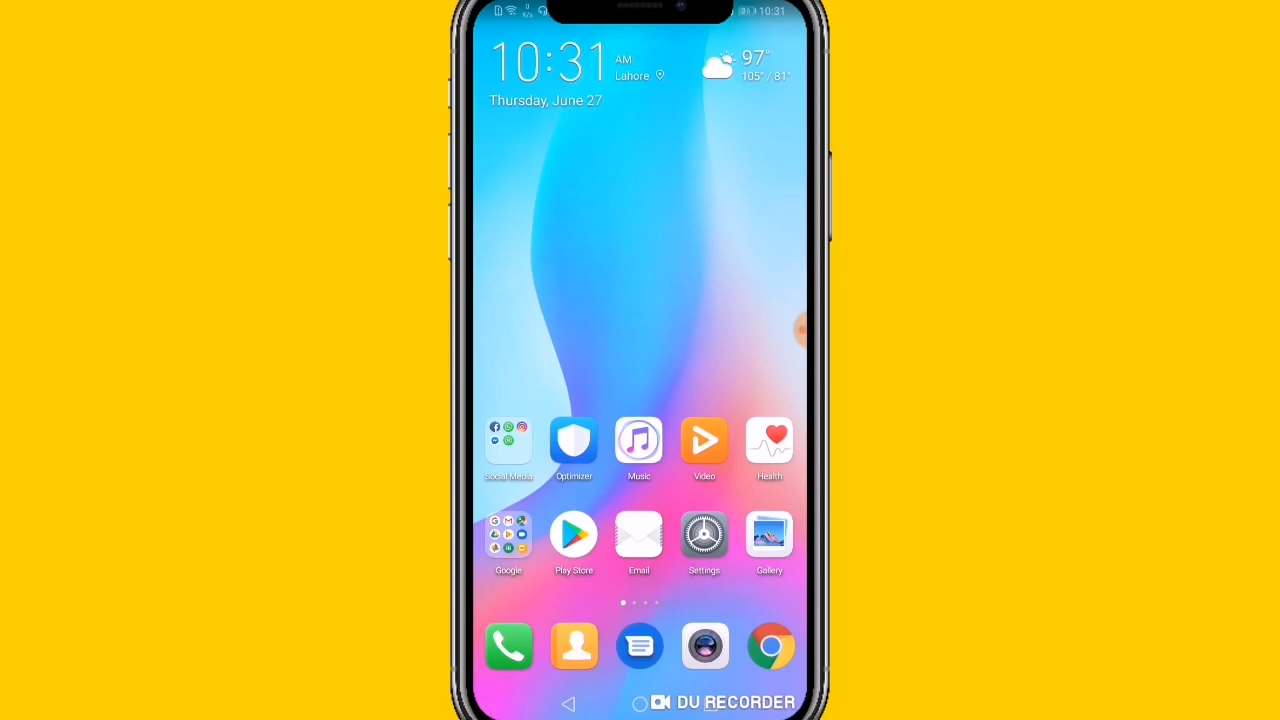 0
K/s
10:31
10:31
AM
Lahore
97°
105° / 81°
Thursday, June 27
Social Media
Optimizer
Music
Video
Health
Google
Play Store
Email
Settings
Gallery
DU RECORDER